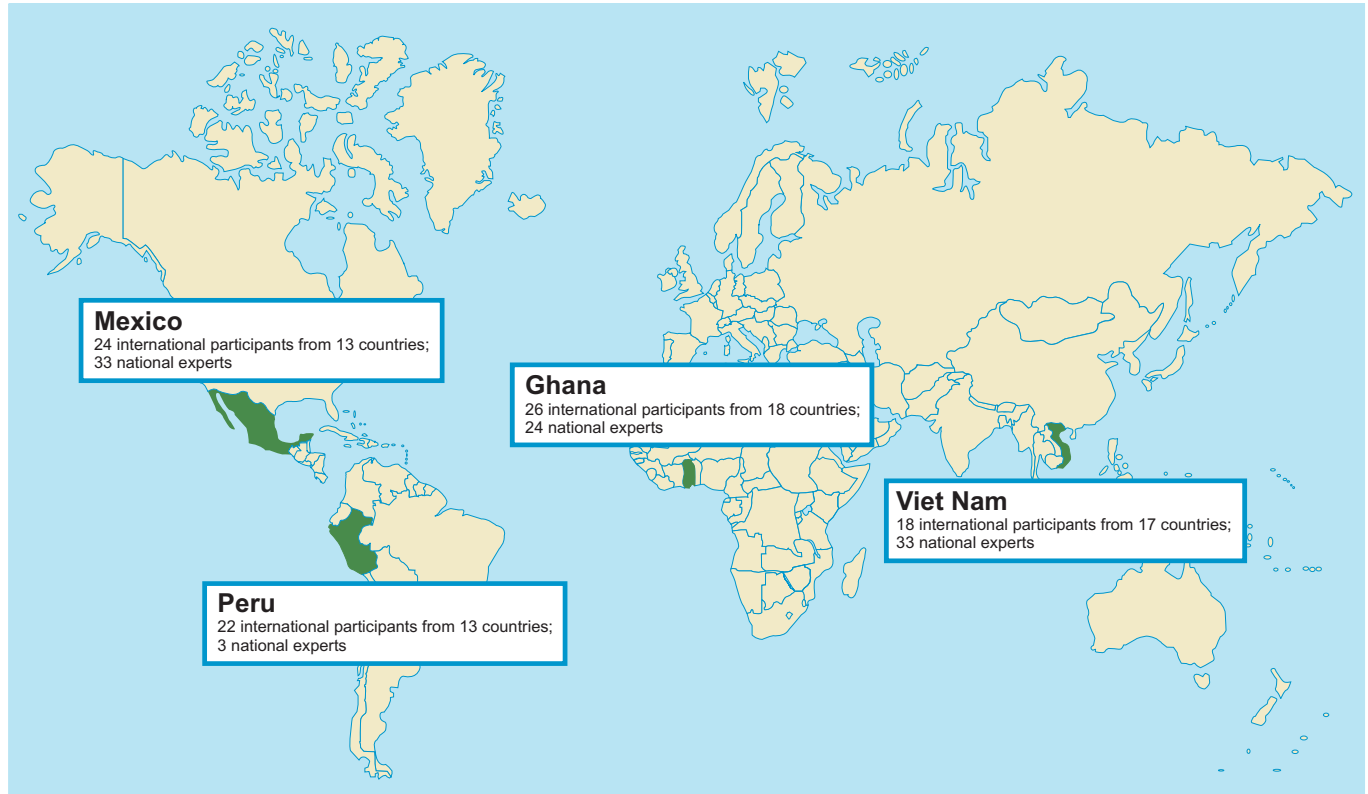 Mexico
24 international participants from 13 countries;
33 national experts
Ghana
26 international participants from 18 countries;
24 national experts
Viet Nam
18 international participants from 17 countries;
33 national experts
Peru
22 international participants from 13 countries;
3 national experts